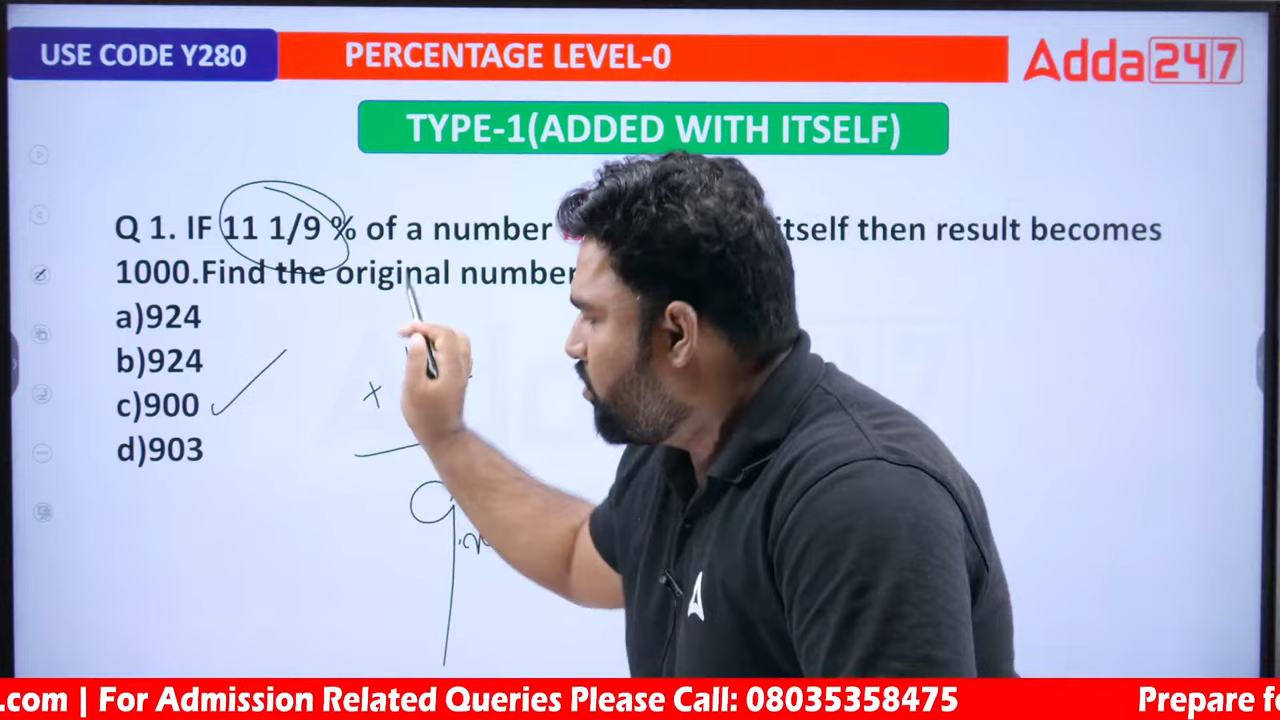 USE CODE Y280
PERCENTAGE LEVEL-0
Adda 247
TYPE-1(ADDED WITH ITSELF)
Q 1. IF 11 1/9 % of a number itself then result becomes
1000.Find the original number
a)924
b)924
c)900
d)903
.com | For Admission Related Queries Please Call: 08035358475
Prepare fo